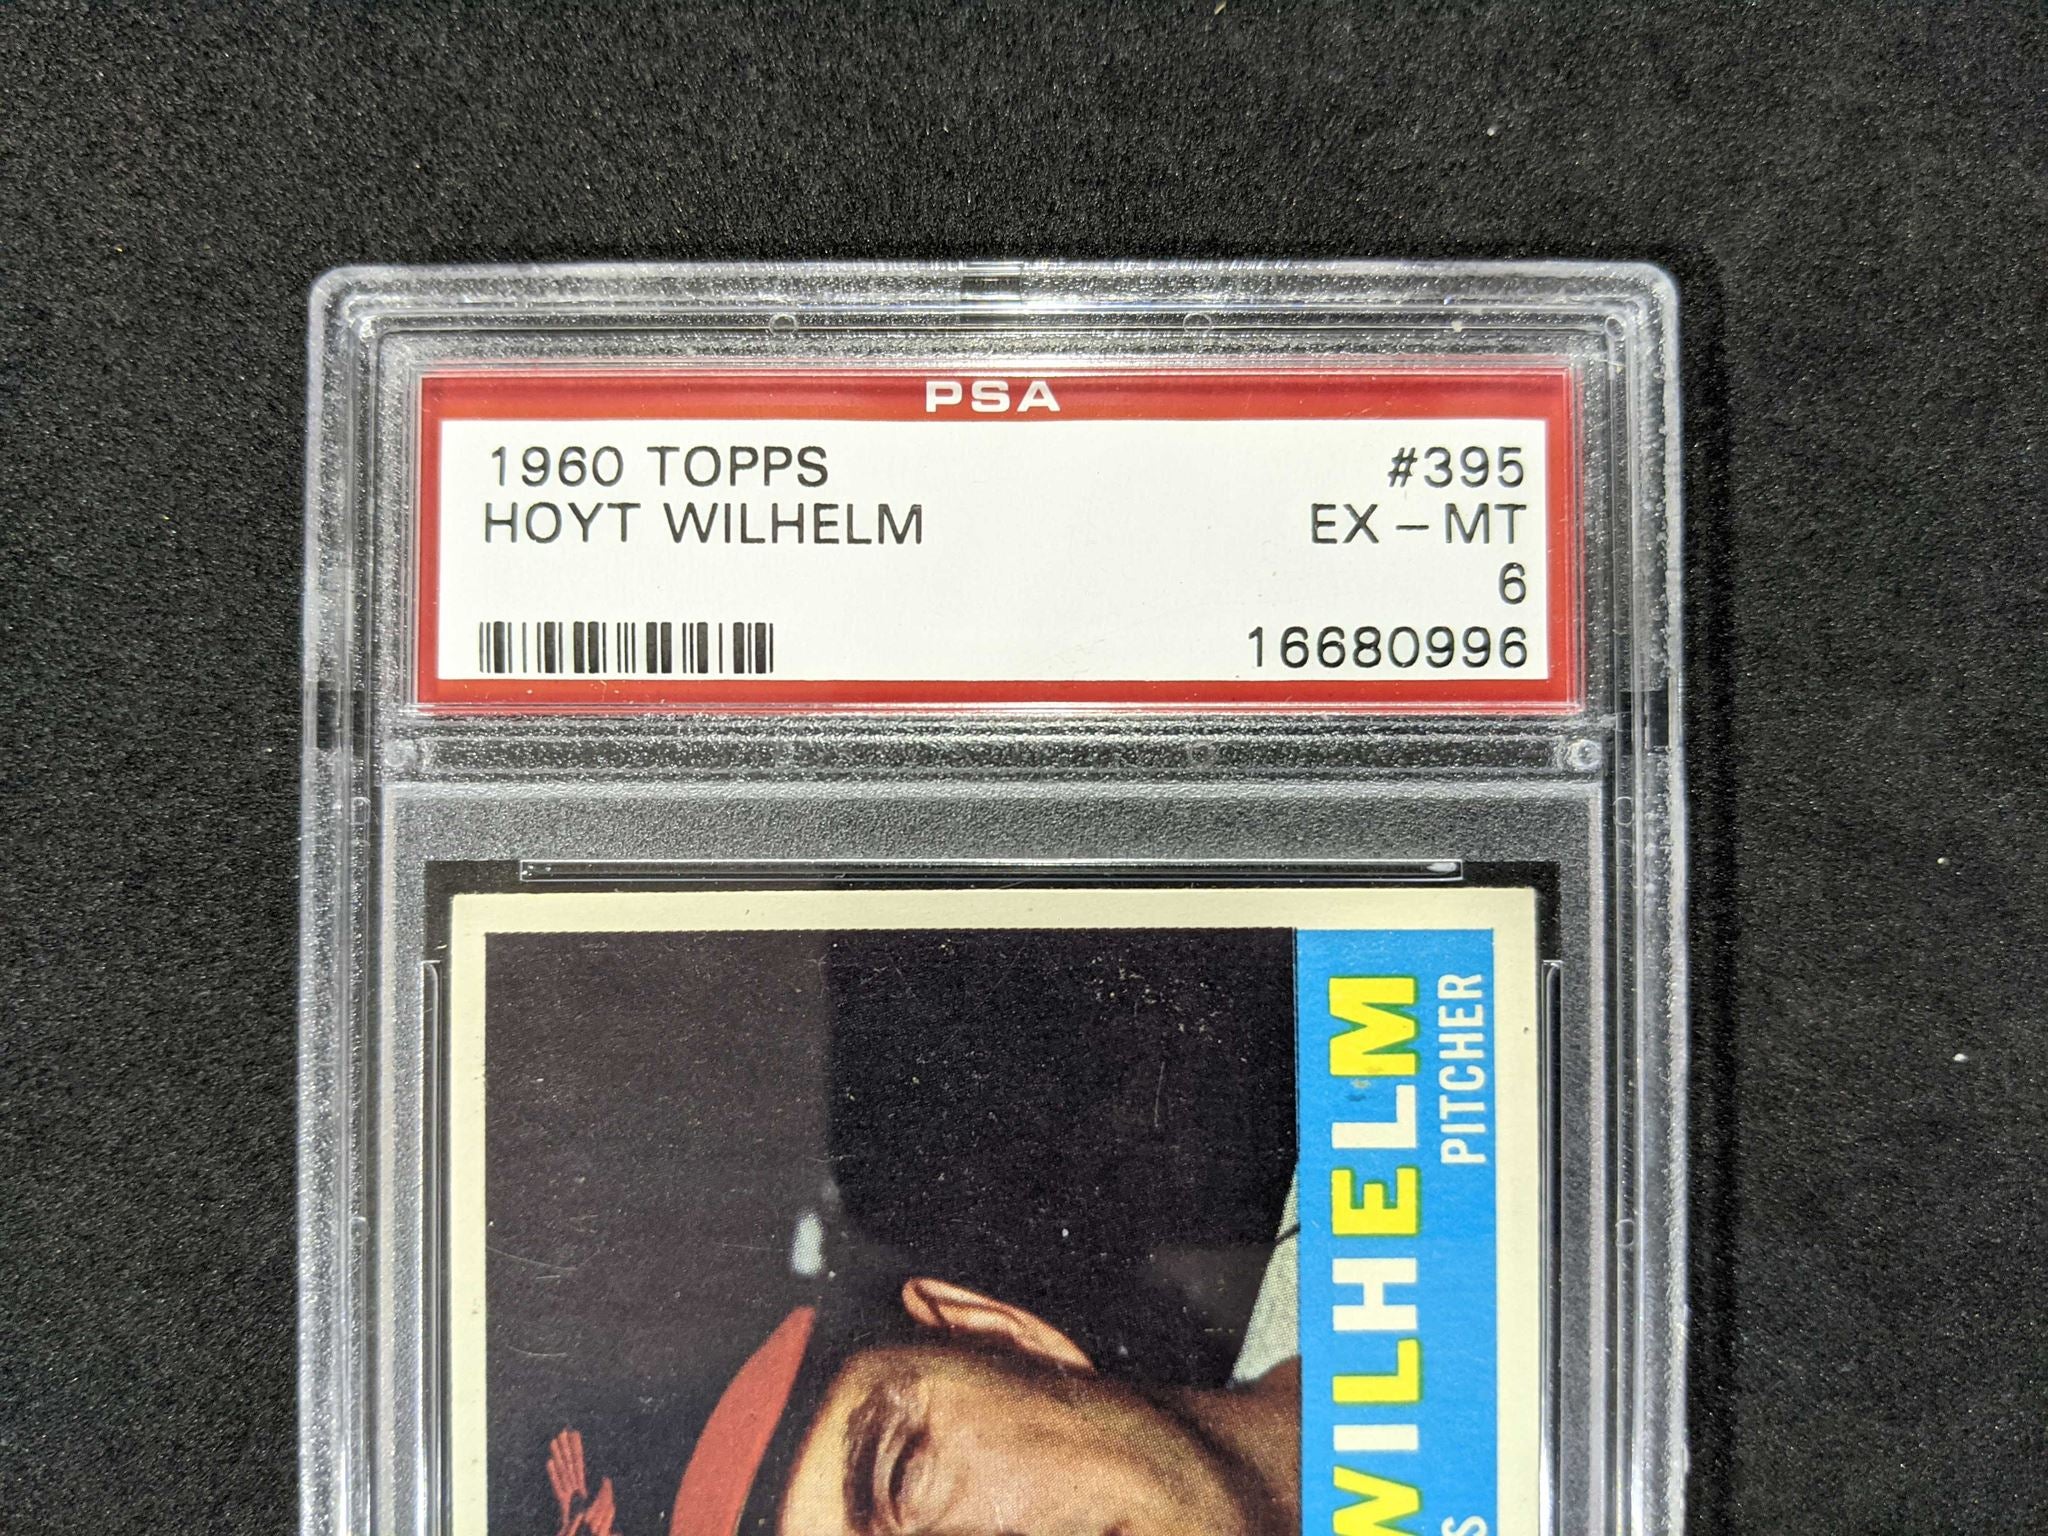 PSA
1960 TOPPS #395
HOYT WILHELM EX-MT
6
16680996
WILHELM
PITCHER